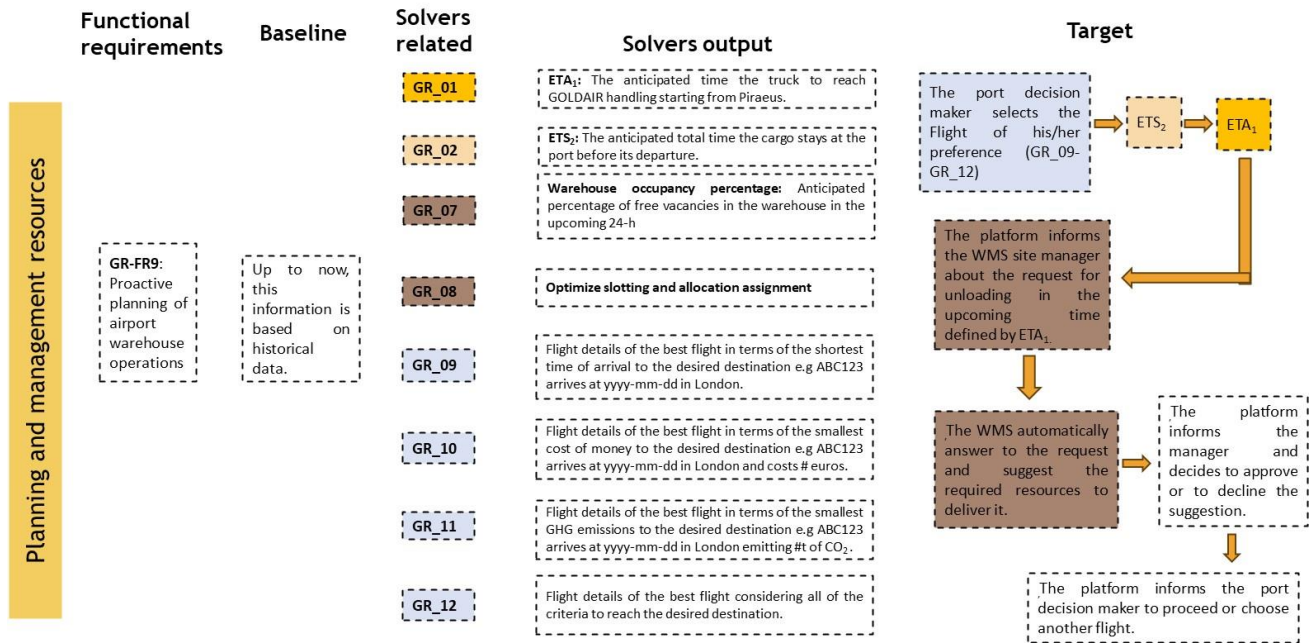 Functional
requirements
Baseline
Solvers
related
Solvers output
Target
Planning and management resources
GR-FR9:
Proactive
planning of
airport
warehouse
operations
Up to now,
this
information is
based on
historical
data.
GR_01
ETA₁: The anticipated time the truck to reach
GOLDAIR handling starting from Piraeus.
GR_02
ETS₂: The anticipated total time the cargo stays at
the port before its departure.
GR_07
Warehouse occupancy percentage: Anticipated
percentage of free vacancies in the warehouse in the
upcoming 24-h
GR_08
Optimize slotting and allocation assignment
GR_09
Flight details of the best flight in terms of the shortest
time of arrival to the desired destination e.g ABC123
arrives at yyyy-mm-dd in London.
GR_10
Flight details of the best flight in terms of the smallest
cost of money to the desired destination e.g ABC123
arrives at yyyy-mm-dd in London and costs # euros.
GR_11
Flight details of the best flight in terms of the smallest
GHG emissions to the desired destination e.g ABC123
arrives at yyyy-mm-dd in London emitting #t of CO₂.
GR_12
Flight details of the best flight considering all of the
criteria to reach the desired destination.
The port decision
maker selects the
Flight of his/her
preference (GR_09-
GR_12)
ETS₂
ETA₁
The platform informs
the WMS site manager
about the request for
unloading in the
upcoming time
defined by ETA₁.
The WMS automatically
answer to the request
and suggest the
required resources to
deliver it.
The platform
informs the
manager and
decides to approve
or to decline the
suggestion.
The platform informs the port
decision maker to proceed or choose
another flight.